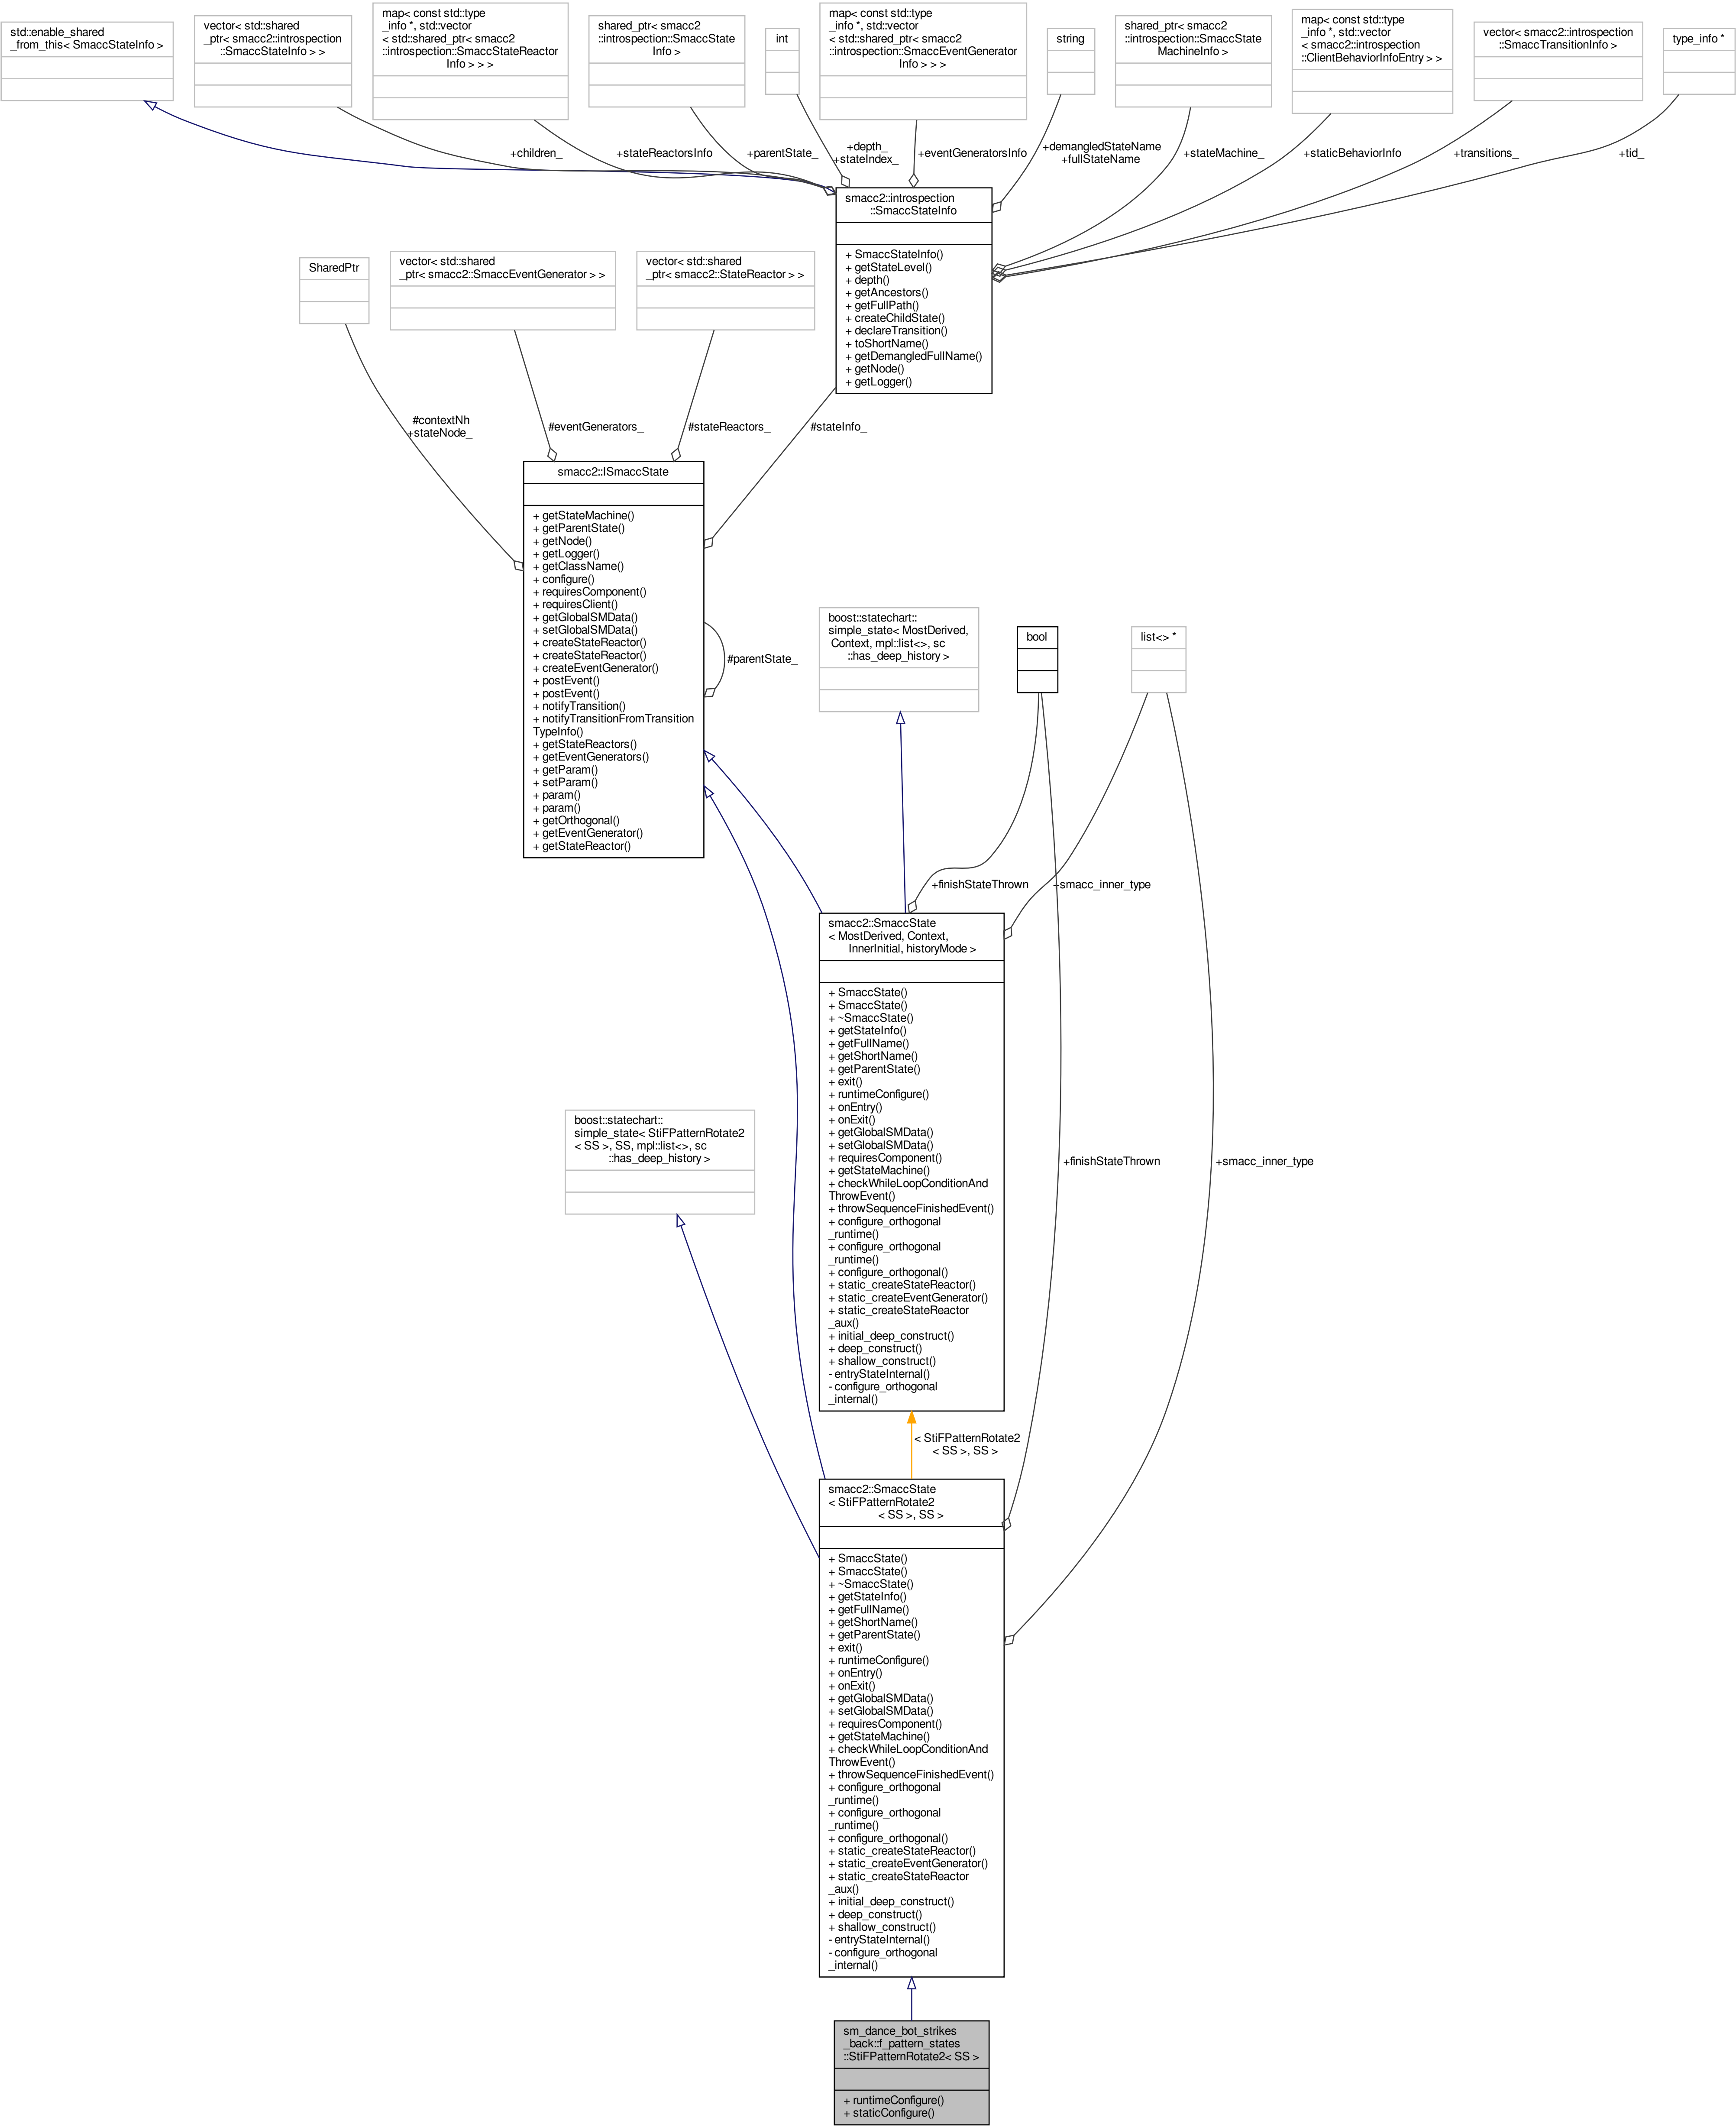 std::enable_shared
_from_this< SmaccStateInfo >
vector< std::shared
_ptr< smacc2::introspection
::SmaccStateInfo > >
map< const std::type
_info *, std::vector
< std::shared_ptr< smacc2
::introspection::SmaccStateReactor
Info > > >
shared_ptr< smacc2
::introspection::SmaccState
Info >
int
map< const std::type
_info *, std::vector
< std::shared_ptr< smacc2
::introspection::SmaccEventGenerator
Info > > >
string
shared_ptr< smacc2
::introspection::SmaccState
MachineInfo >
map< const std::type
_info *, std::vector
< smacc2::introspection
::ClientBehaviorInfoEntry > >
vector< smacc2::introspection
::SmaccTransitionInfo >
type_info *
+children_
+stateReactorsInfo
+parentState_
+depth_
+stateIndex_
+eventGeneratorsInfo
+demangledStateName
+fullStateName
+stateMachine_
+staticBehaviorInfo
+transitions_
+tid_
smacc2::introspection
::SmaccStateInfo
+ SmaccStateInfo()
+ getStateLevel()
+ depth()
+ getAncestors()
+ getFullPath()
+ createChildState()
+ declareTransition()
+ toShortName()
+ getDemangledFullName()
+ getNode()
+ getLogger()
SharedPtr
vector< std::shared
_ptr< smacc2::SmaccEventGenerator > >
vector< std::shared
_ptr< smacc2::StateReactor > >
#contextNh
+stateNode_
#eventGenerators_
#stateReactors_
#stateInfo_
smacc2::ISmaccState
+ getStateMachine()
+ getParentState()
+ getNode()
+ getLogger()
+ getClassName()
+ configure()
+ requiresComponent()
+ requiresClient()
+ getGlobalSMData()
+ setGlobalSMData()
+ createStateReactor()
+ createStateReactor()
+ createEventGenerator()
+ postEvent()
+ postEvent()
+ notifyTransition()
+ notifyTransitionFromTransition
TypeInfo()
+ getStateReactors()
+ getEventGenerators()
+ getParam()
+ setParam()
+ param()
+ param()
+ getOrthogonal()
+ getEventGenerator()
+ getStateReactor()
#parentState_
boost::statechart::
simple_state< MostDerived,
Context, mpl::list<>, sc
::has_deep_history >
bool
list<> *
+finishStateThrown
+smacc_inner_type
smacc2::SmaccState
< MostDerived, Context,
InnerInitial, historyMode >
+ SmaccState()
+ SmaccState()
+ ~SmaccState()
+ getStateInfo()
+ getFullName()
+ getShortName()
+ getParentState()
+ exit()
+ runtimeConfigure()
+ onEntry()
+ onExit()
+ getGlobalSMData()
+ setGlobalSMData()
+ requiresComponent()
+ getStateMachine()
+ checkWhileLoopConditionAnd
ThrowEvent()
+ throwSequenceFinishedEvent()
+ configure_orthogonal
_runtime()
+ configure_orthogonal
_runtime()
+ configure_orthogonal()
+ static_createStateReactor()
+ static_createEventGenerator()
+ static_createStateReactor
_aux()
+ initial_deep_construct()
+ deep_construct()
+ shallow_construct()
- entryStateInternal()
- configure_orthogonal
_internal()
boost::statechart::
simple_state< StiFPatternRotate2
< SS >, SS, mpl::list<>, sc
::has_deep_history >
+finishStateThrown
+smacc_inner_type
< StiFPatternRotate2
< SS >, SS >
smacc2::SmaccState
< StiFPatternRotate2
< SS >, SS >
+ SmaccState()
+ SmaccState()
+ ~SmaccState()
+ getStateInfo()
+ getFullName()
+ getShortName()
+ getParentState()
+ exit()
+ runtimeConfigure()
+ onEntry()
+ onExit()
+ getGlobalSMData()
+ setGlobalSMData()
+ requiresComponent()
+ getStateMachine()
+ checkWhileLoopConditionAnd
ThrowEvent()
+ throwSequenceFinishedEvent()
+ configure_orthogonal
_runtime()
+ configure_orthogonal
_runtime()
+ configure_orthogonal()
+ static_createStateReactor()
+ static_createEventGenerator()
+ static_createStateReactor
_aux()
+ initial_deep_construct()
+ deep_construct()
+ shallow_construct()
- entryStateInternal()
- configure_orthogonal
_internal()
sm_dance_bot_strikes
_back::f_pattern_states
::StiFPatternRotate2< SS >
+ runtimeConfigure()
+ staticConfigure()